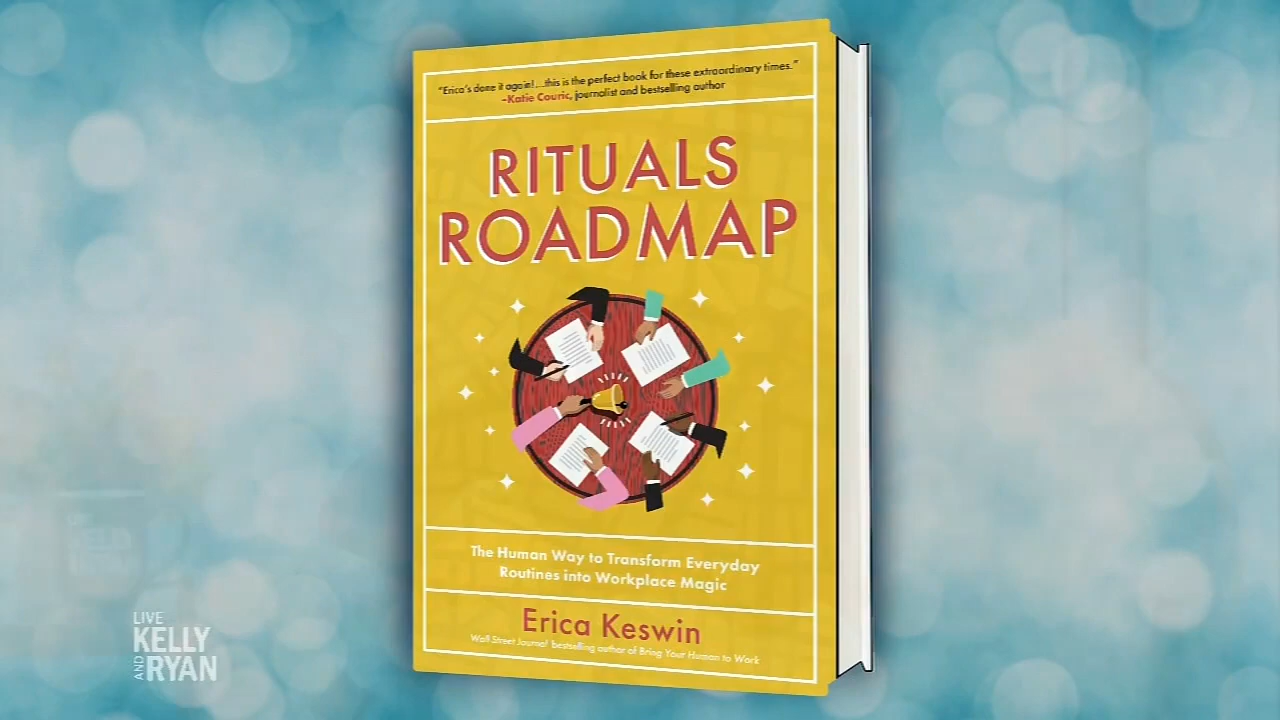 "Erica's done it again!...this is the perfect book for these extraordinary times."
–Katie Couric, journalist and bestselling author
RITUALS
ROADMAP
The Human Way to Transform Everyday
Routines into Workplace Magic
Erica Keswin
Wall Street Journal bestselling author of Bring Your Human to Work
LIVE
KELLY
AND RYAN